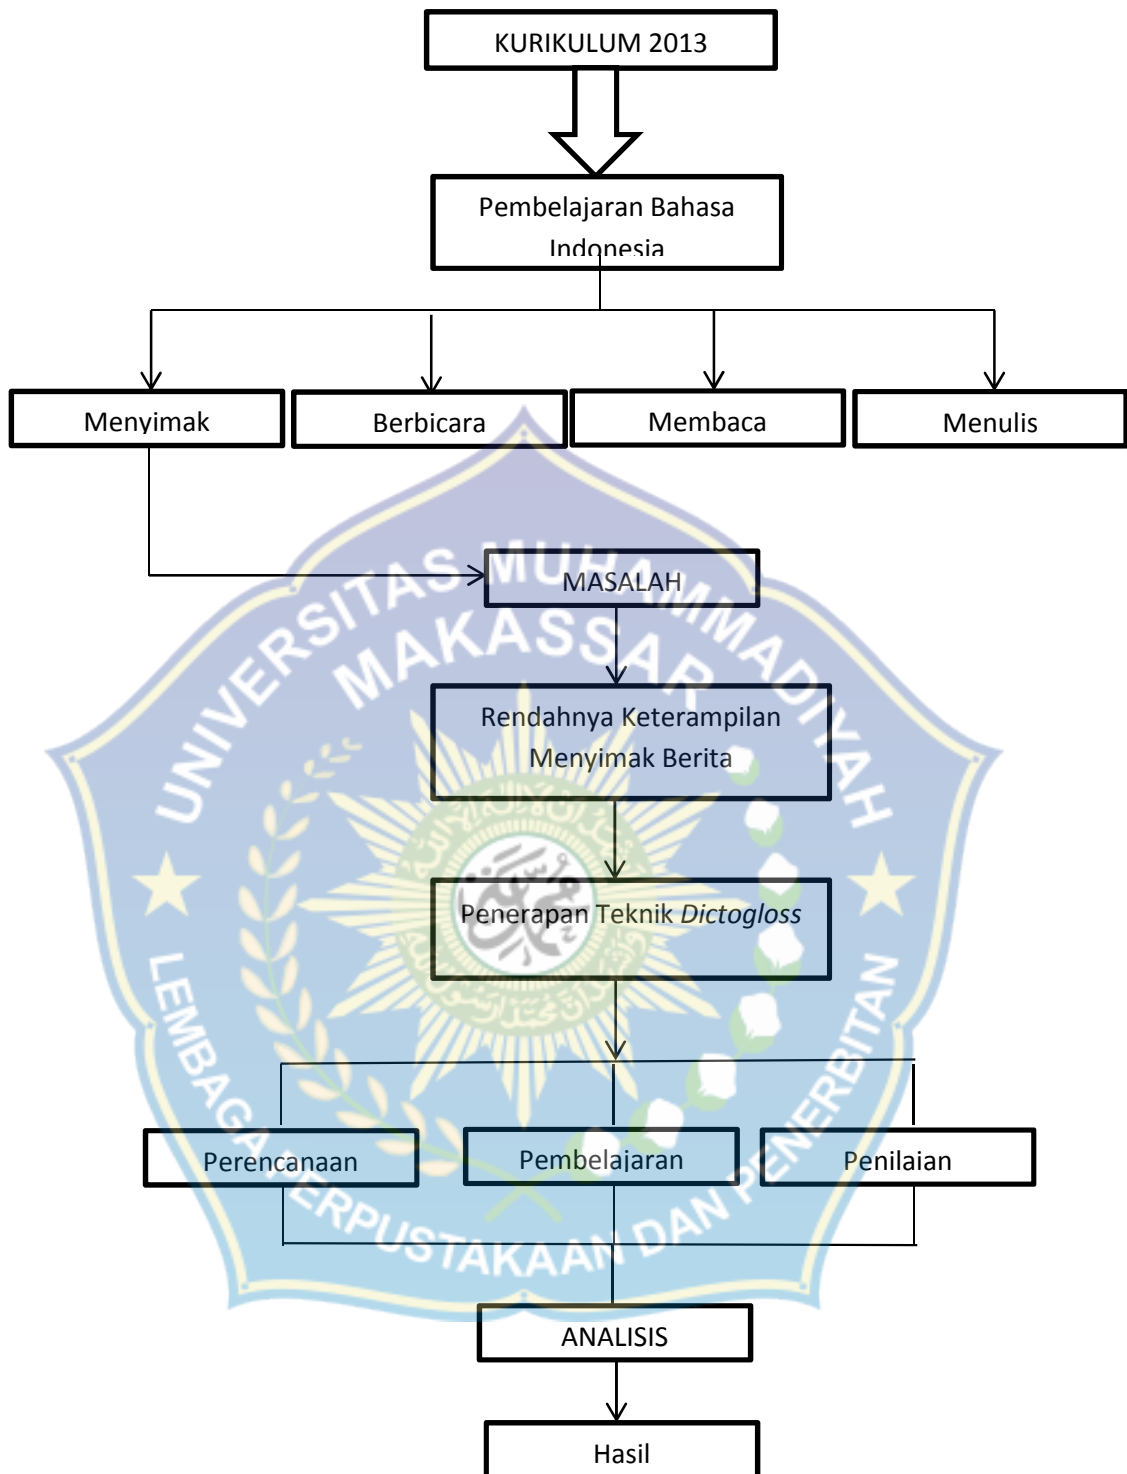 KURIKULUM 2013
Pembelajaran Bahasa
Indonesia
Menyimak
Berbicara
Membaca
Menulis
UNIVERSITAS MUHAMMADIYAH
MAKASSAR
MASALAH
Rendahnya Keterampilan
Menyimak Berita
Penerapan Teknik Dictogloss
LEMBAGA PERPUSTAKAAN DAN PENERBITAN
Perencanaan
Pembelajaran
Penilaian
ANALISIS
Hasil